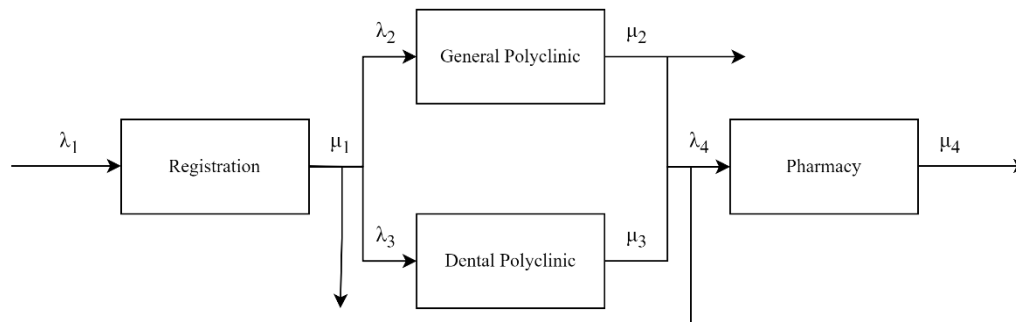 λ2
General Polyclinic
μ2
λ1
Registration
μ1
λ4
Pharmacy
μ4
λ3
Dental Polyclinic
μ3